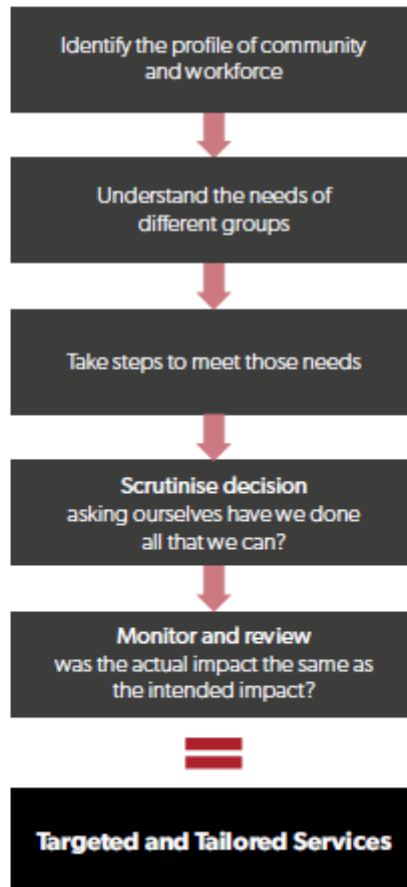 Identify the profile of community
and workforce
Understand the needs of
different groups
Take steps to meet those needs
Scrutinise decision
asking ourselves have we done
all that we can?
Monitor and review
was the actual impact the same as
the intended impact?
=
Targeted and Tailored Services